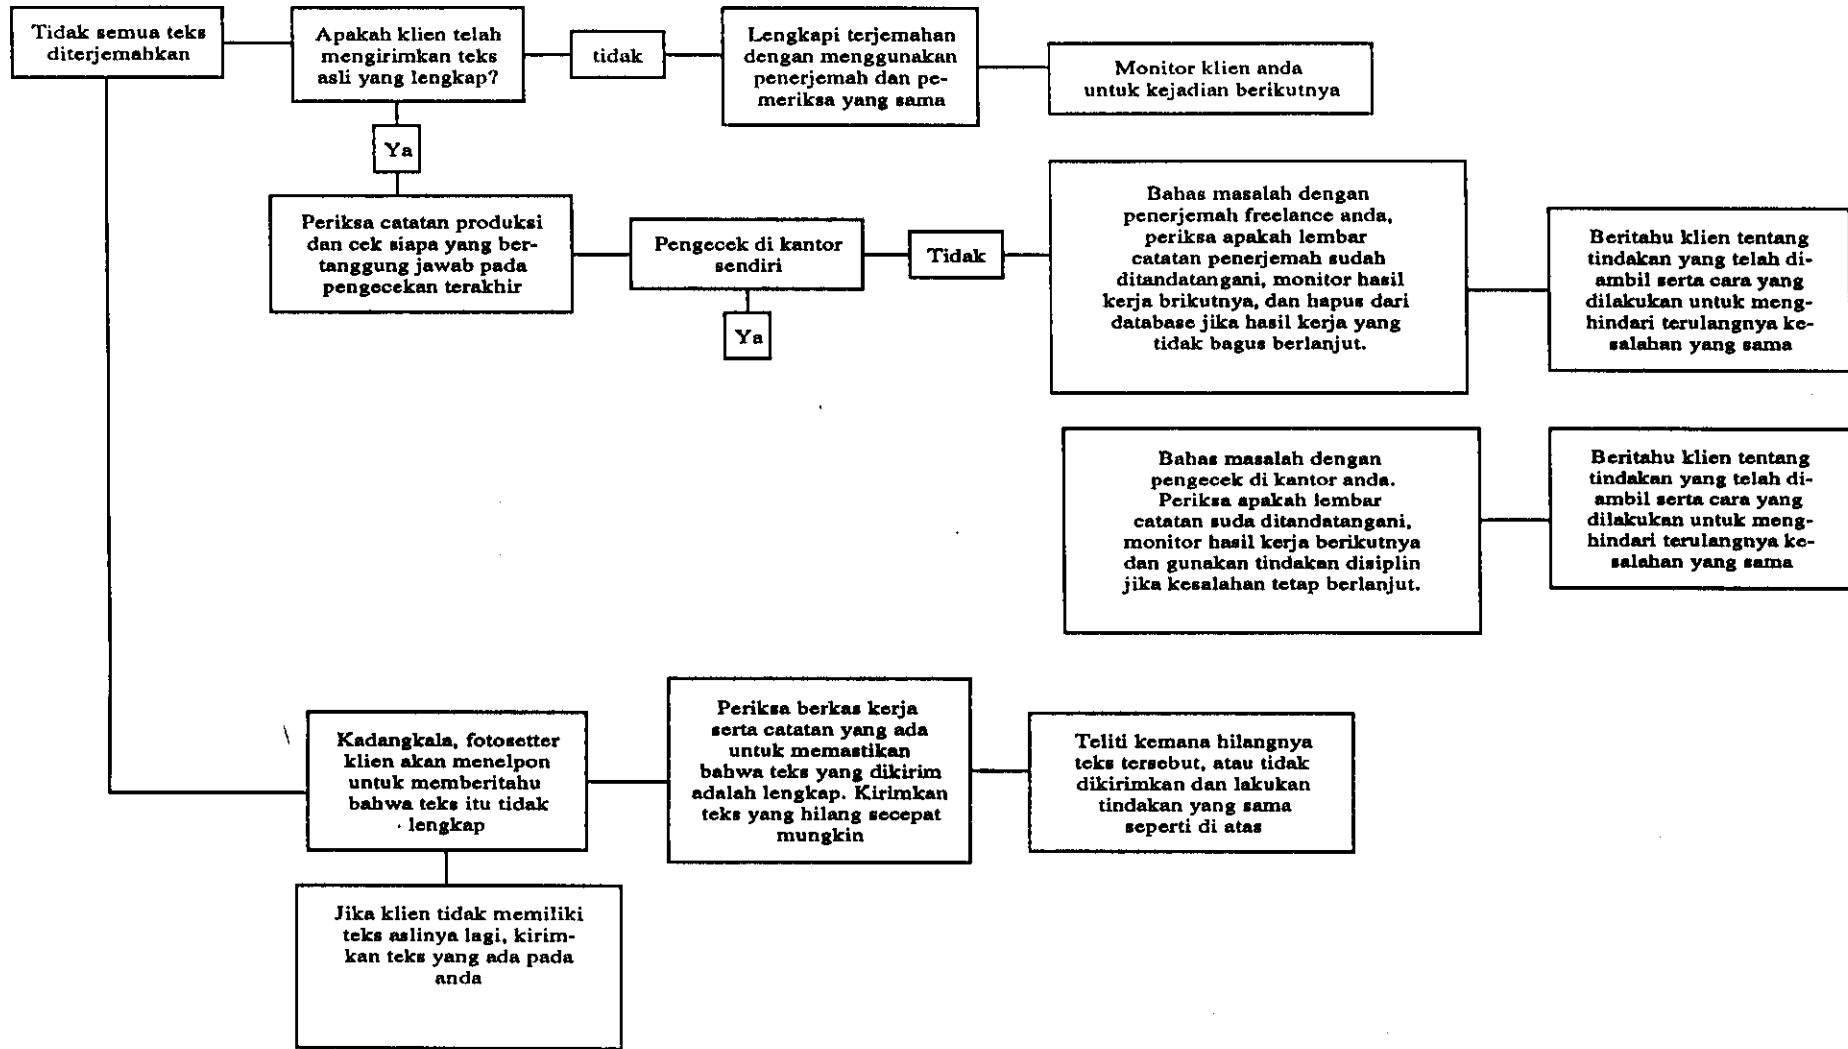 Tidak semua teks
diterjemahkan
Apakah klien telah
mengirimkan teks
asli yang lengkap?
tidak
Lengkapi terjemahan
dengan menggunakan
penerjemah dan pe-
meriksa yang sama
Monitor klien anda
untuk kejadian berikutnya
Ya
Periksa catatan produksi
dan cek siapa yang ber-
tanggung jawab pada
pengecekan terakhir
Pengecek di kantor
sendiri
Tidak
Bahas masalah dengan
penerjemah freelance anda,
periksa apakah lembar
catatan penerjemah sudah
ditandatangani, monitor hasil
kerja brikutnya, dan hapus dari
database jika hasil kerja yang
tidak bagus berlanjut.
Beritahu klien tentang
tindakan yang telah di-
ambil serta cara yang
dilakukan untuk meng-
hindari terulangnya ke-
salahan yang sama
Ya
Bahas masalah dengan
pengecek di kantor anda.
Periksa apakah lembar
catatan suda ditandatangani,
monitor hasil kerja berikutnya
dan gunakan tindakan disiplin
jika kesalahan tetap berlanjut.
Beritahu klien tentang
tindakan yang telah di-
ambil serta cara yang
dilakukan untuk meng-
hindari terulangnya ke-
salahan yang sama
Kadangkala, fotosetter
klien akan menelpon
untuk memberitahu
bahwa teks itu tidak
lengkap
Periksa berkas kerja
serta catatan yang ada
untuk memastikan
bahwa teks yang dikirim
adalah lengkap. Kirimkan
teks yang hilang secepat
mungkin
Teliti kemana hilangnya
teks tersebut, atau tidak
dikirimkan dan lakukan
tindakan yang sama
seperti di atas
Jika klien tidak memiliki
teks aslinya lagi, kirim-
kan teks yang ada pada
anda